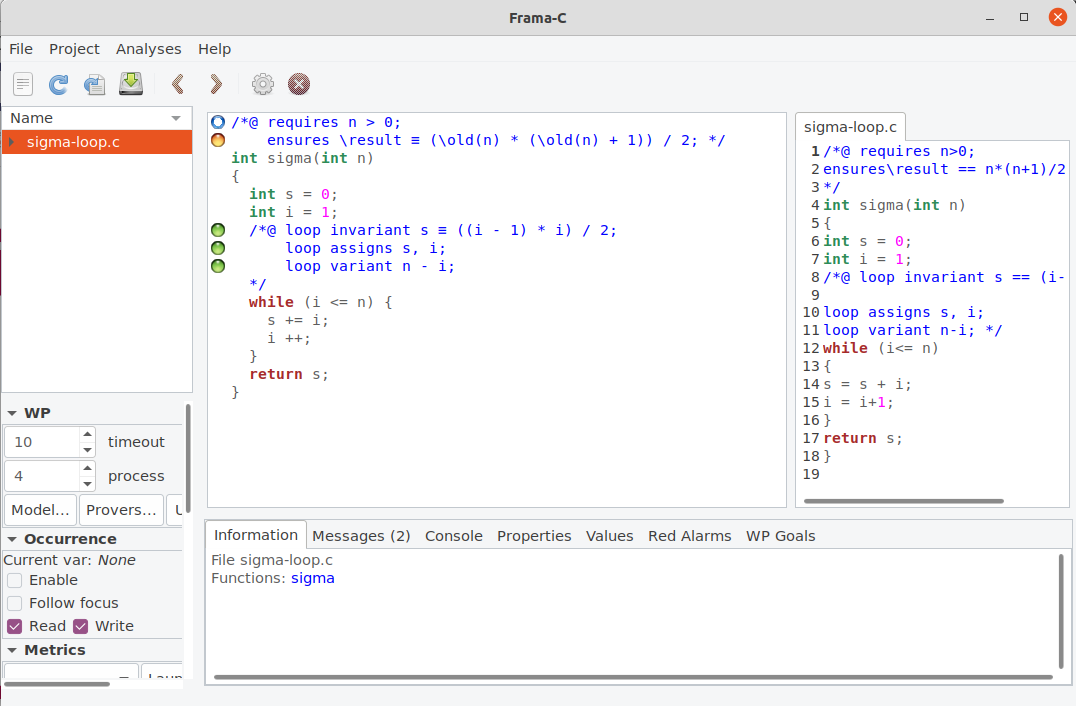 Frama-C
File Project Analyses Help
Name
sigma-loop.c
WP
10 timeout
4 process
Model... Provers...
Occurrence
Current var: None
Enable
Follow focus
Read Write
Metrics
/*@ requires n > 0;
ensures \result ≡ (\old(n) * (\old(n) + 1)) / 2; */
int sigma(int n)
{
int s = 0;
int i = 1;
/*@ loop invariant s ≡ ((i - 1) * i) / 2;
loop assigns s, i;
loop variant n - i;
*/
while (i <= n) {
s += i;
i ++;
}
return s;
}
sigma-loop.c
1 /*@ requires n>0;
2 ensures\result == n*(n+1)/2
3 */
4 int sigma(int n)
5 {
6 int s = 0;
7 int i = 1;
8 /*@ loop invariant s == (i-
9
10 loop assigns s, i;
11 loop variant n-i; */
12 while (i<= n)
13 {
14 s = s + i;
15 i = i+1;
16 }
17 return s;
18 }
19
Information Messages (2) Console Properties Values Red Alarms WP Goals
File sigma-loop.c
Functions: sigma